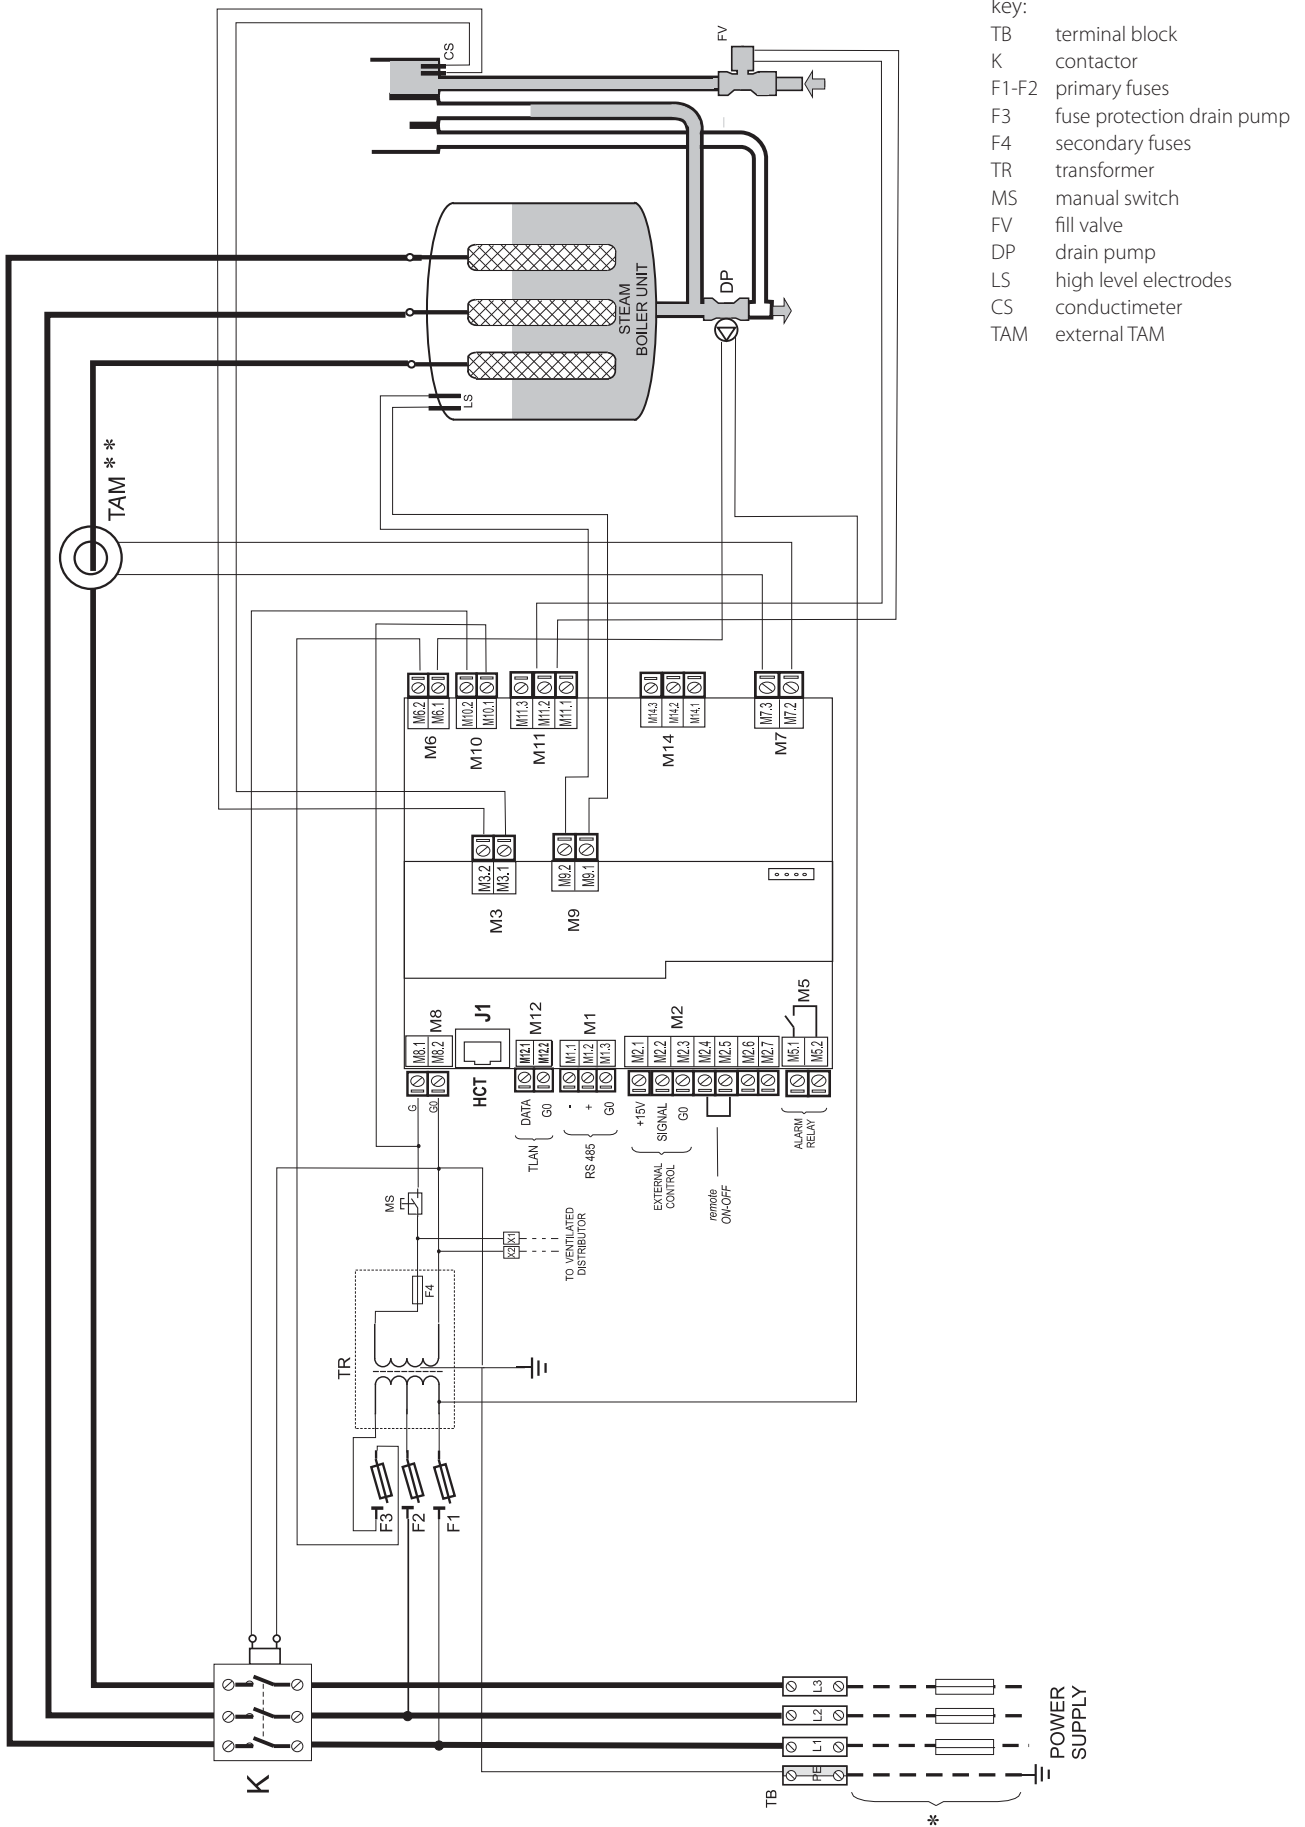 key:
TB terminal block
K contactor
F1-F2 primary fuses
F3 fuse protection drain pump
F4 secondary fuses
TR transformer
MS manual switch
FV fill valve
DP drain pump
LS high level electrodes
CS conductimeter
TAM external TAM
CS
FV
STEAM
BOILER UNIT
DP
LS
TAM * *
M6.2
M6.1
M10.2
M10.1
M11.3
M11.2
M11.1
M14.3
M14.2
M14.1
M7.3
M7.2
M6
M10
M11
M14
M7
M3.2
M3.1
M9.2
M9.1
M3
M9
M8
J1
M12
M1
M2
M5
M8.1
M8.2
M12.1
M12.2
M1.1
M1.2
M1.3
M2.1
M2.2
M2.3
M2.4
M2.5
M2.6
M2.7
M5.1
M5.2
HCT
G
G0
DATA
G0
TLAN
-
+
G0
RS 485
+15V
SIGNAL
G0
EXTERNAL
CONTROL
remote
ON-OFF
ALARM
RELAY
MS
X1
X2
TO VENTILATED
DISTRIBUTOR
F4
TR
F3
F2
F1
K
L3
L2
L1
PE
TB
POWER
SUPPLY
*